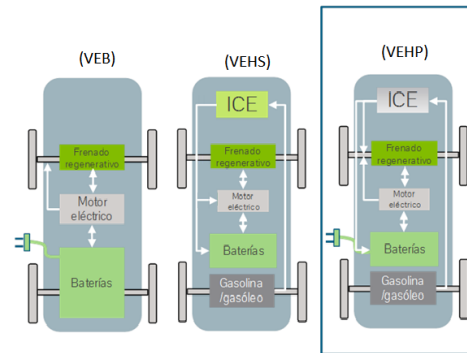 (VEB)
Frenado
regenerativo
Motor
eléctrico
Baterías
(VEHS)
ICE
Frenado
regenerativo
Motor
eléctrico
Baterías
Gasolina
/gasóleo
(VEHP)
ICE
Frenado
regenerativo
Motor
eléctrico
Baterías
Gasolina
/gasóleo